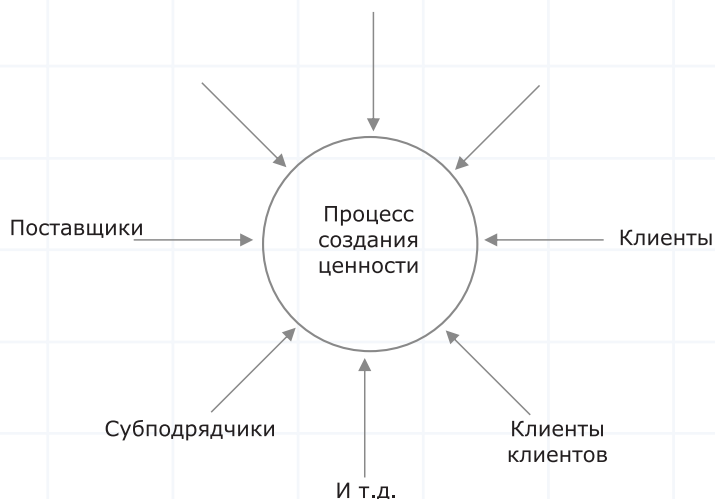 Процесс
создания
ценности
Поставщики
Клиенты
Субподрядчики
Клиенты
клиентов
И т.д.